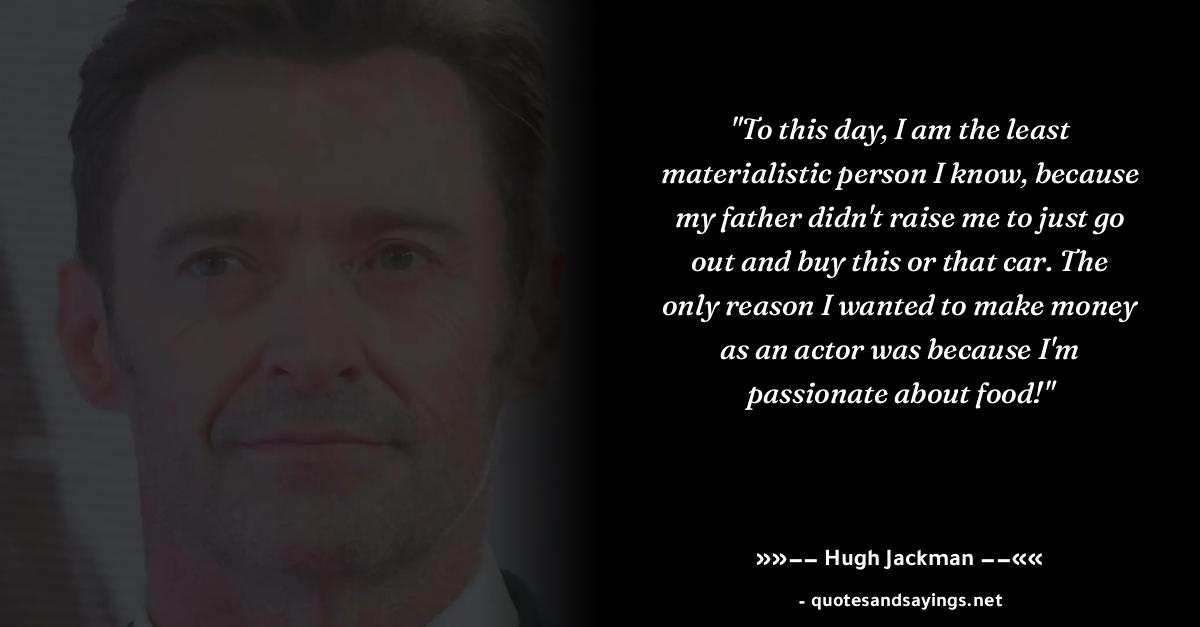 "To this day, I am the least
materialistic person I know, because
my father didn't raise me to just go
out and buy this or that car. The
only reason I wanted to make money
as an actor was because I'm
passionate about food!"
»»−− Hugh Jackman −−««
- quotesandsayings.net